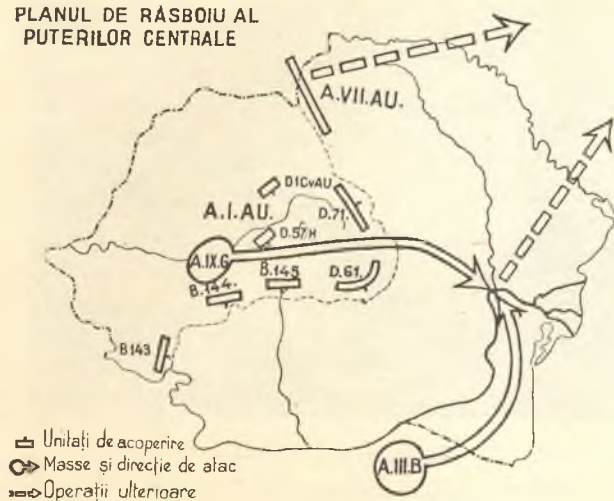 PLANUL DE RĂSBOIU AL
PUTERILOR CENTRALE
A.VII.AU.
D1CvAU
A.I.AU.
D.71.
D.57H
A.IX.G
B.144.
B.145
D.61.
B143
A.III.B
Unitați de acoperire
Masse și direcție de atac
Operații ulterioare